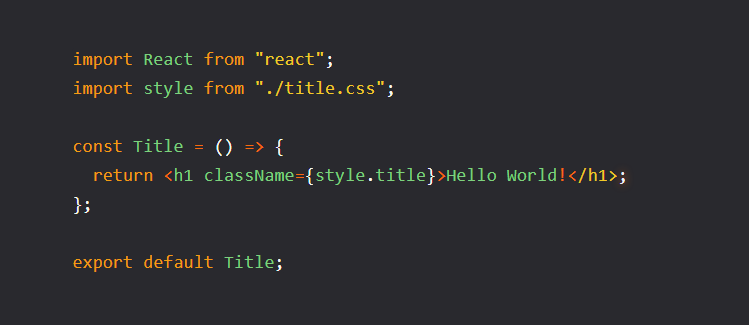 import React from "react";
import style from "./title.css";
const Title = () => {
  return <h1 className={style.title}>Hello World!</h1>;
};
export default Title;